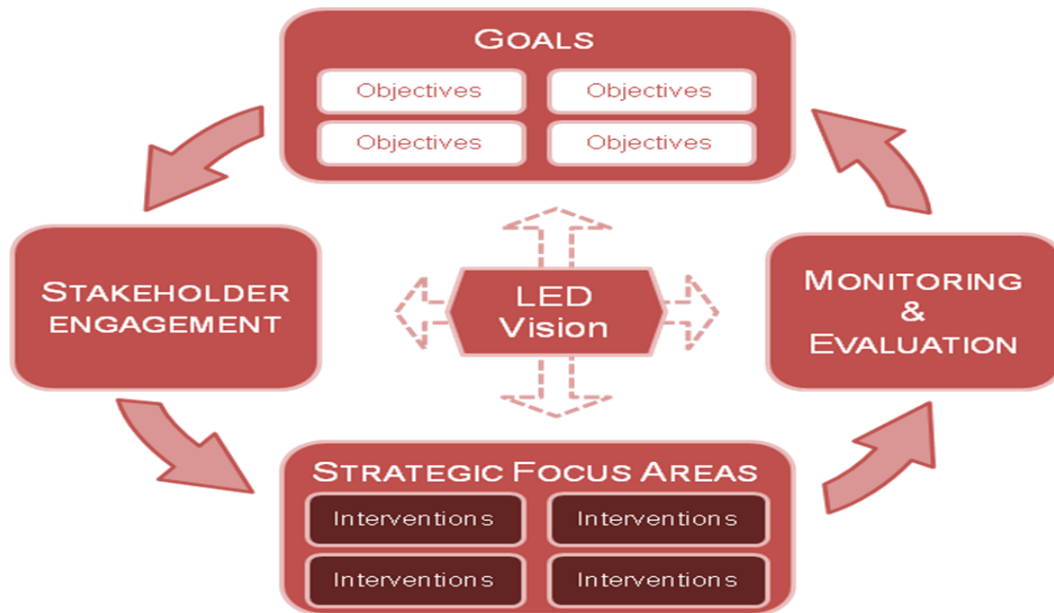 GOALS
Objectives
Objectives
Objectives
Objectives
STAKEHOLDER
ENGAGEMENT
LED
Vision
MONITORING
&
EVALUATION
STRATEGIC FOCUS AREAS
Interventions
Interventions
Interventions
Interventions